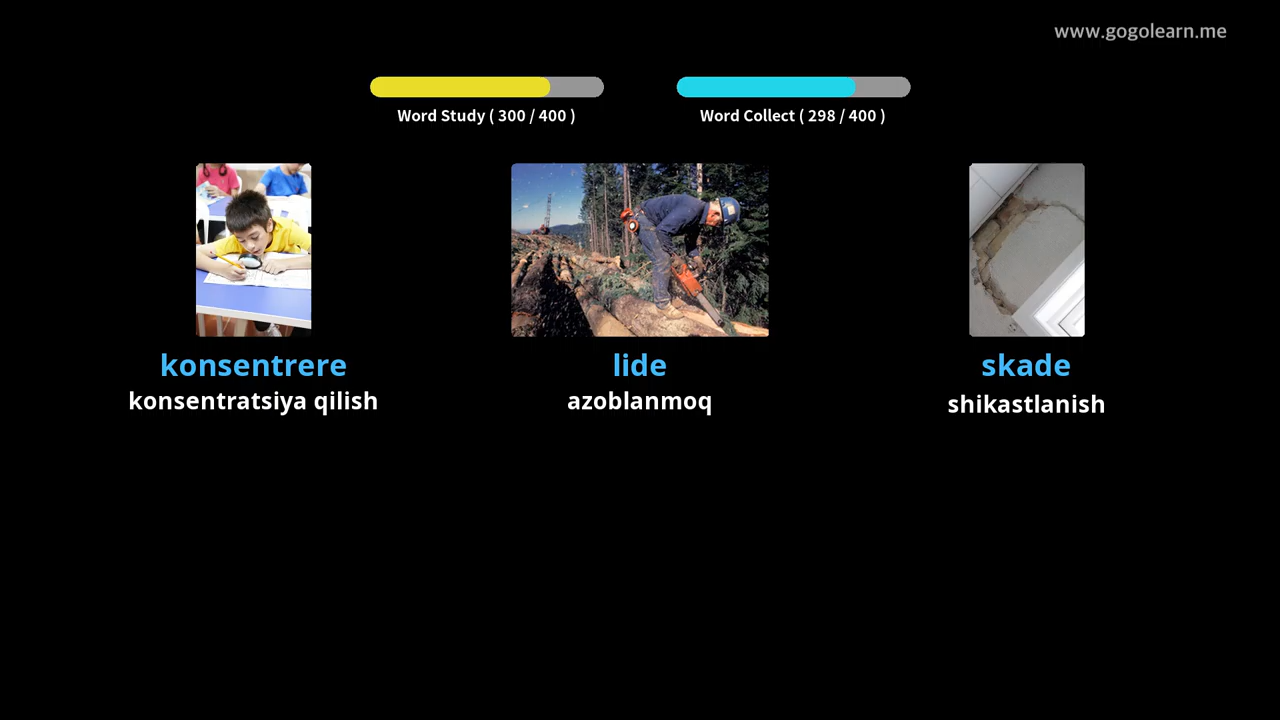 www.gogolearn.me
Word Study ( 300 / 400 )
Word Collect ( 298 / 400 )
konsentrere
konsentratsiya qilish
lide
azoblanmoq
skade
shikastlanish